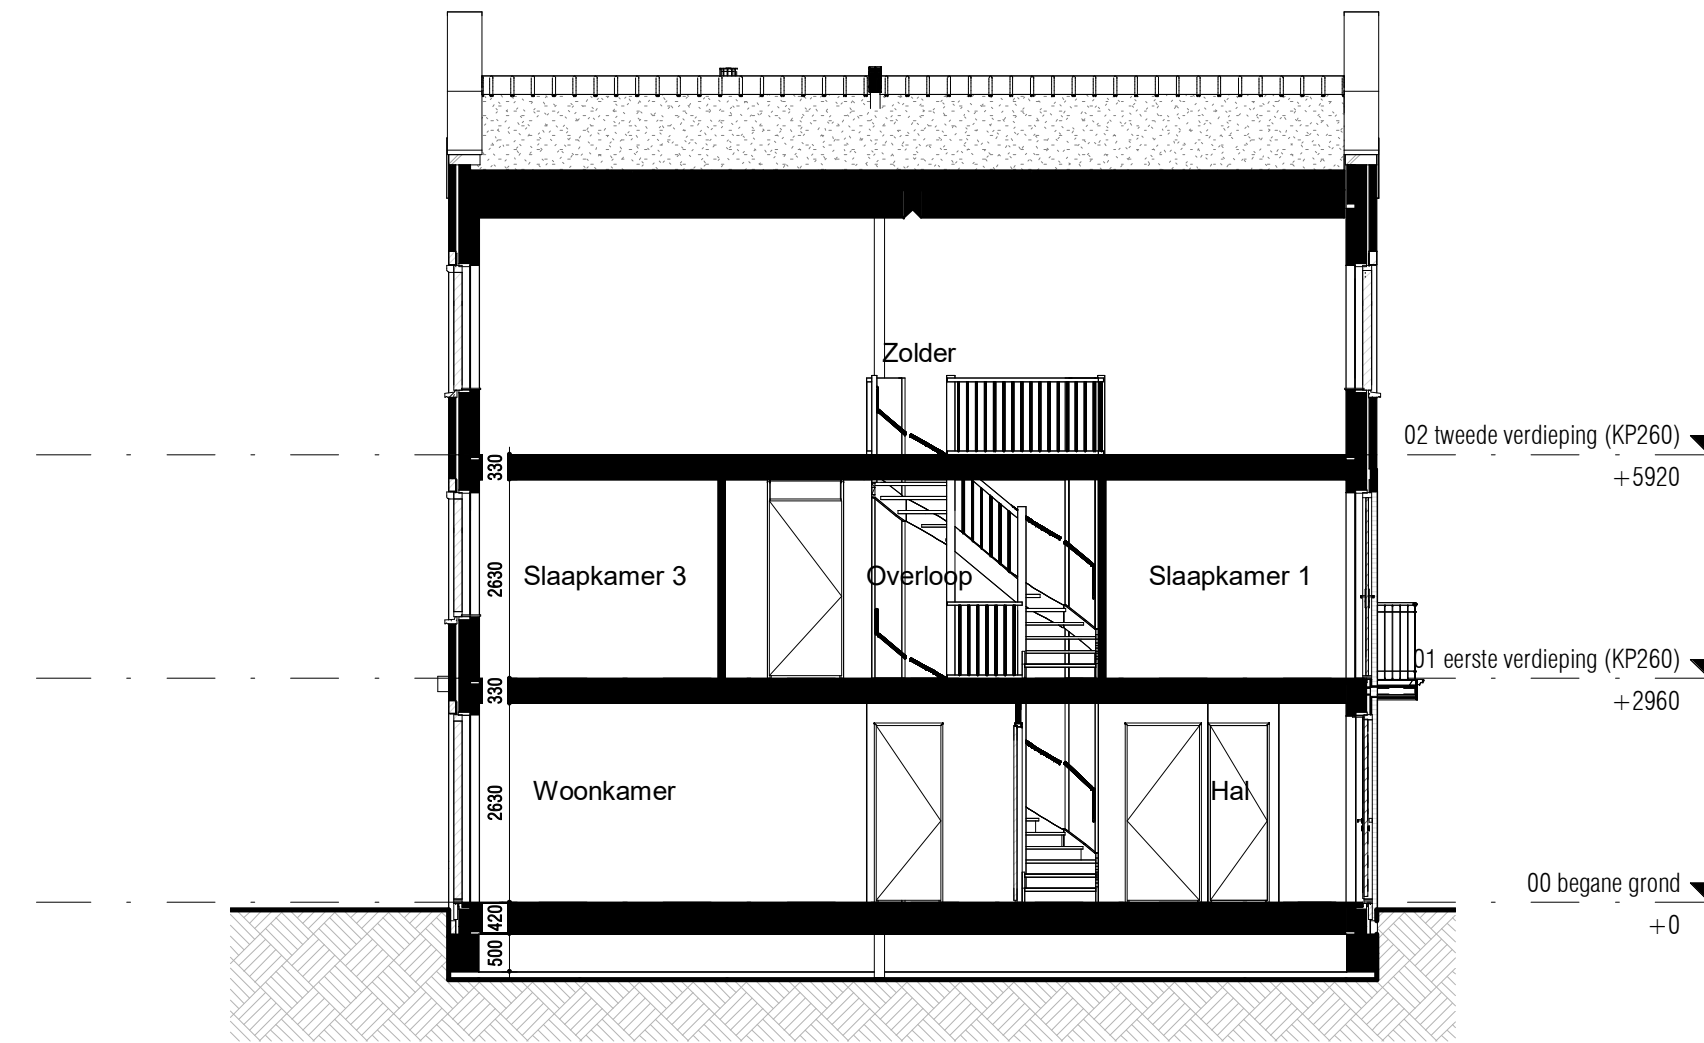 Zolder
02 tweede verdieping (KP260)
+5920
330
Slaapkamer 3
Overloop
Slaapkamer 1
2630
01 eerste verdieping (KP260)
+2960
330
Woonkamer
Hal
2630
00 begane grond
+0
420
500